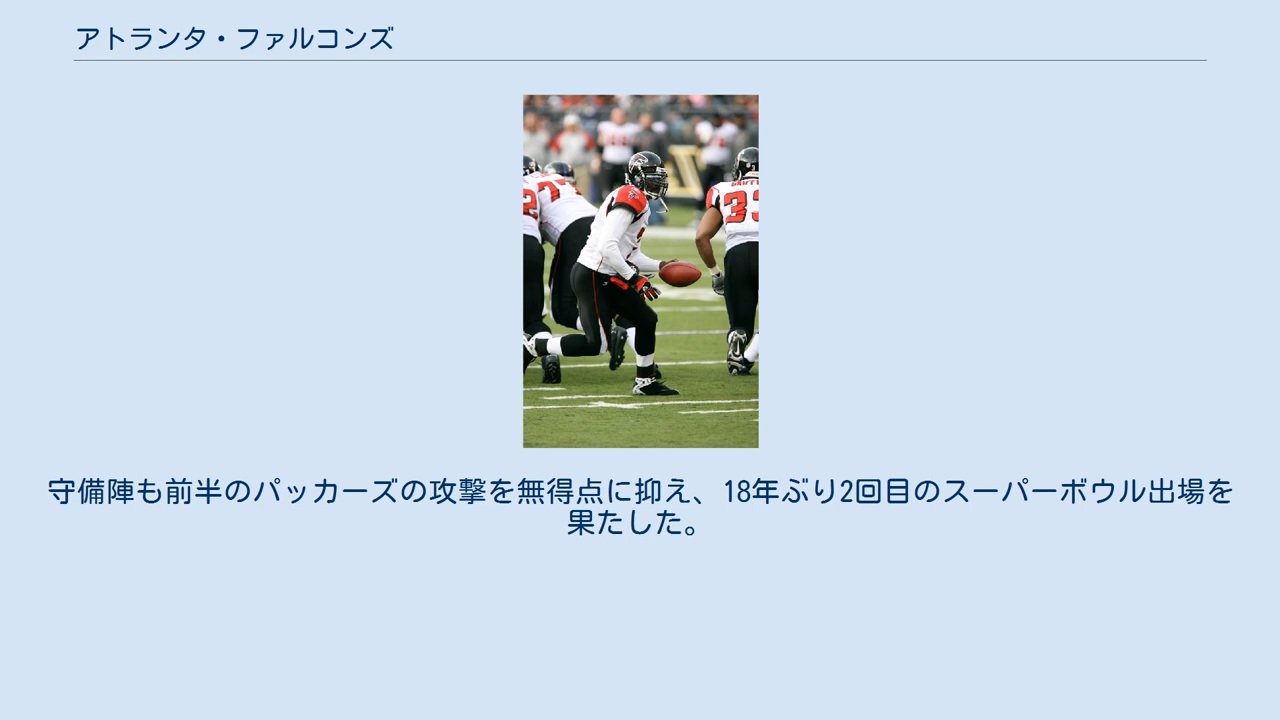 アトランタ・ファルコンズ
77
33
守備陣も前半のパッカーズの攻撃を無得点に抑え、18年ぶり2回目のスーパーボウル出場を
果たした。